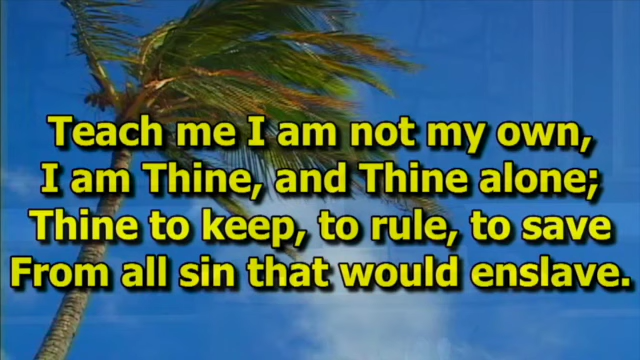 Teach me I am not my own,
I am Thine, and Thine alone;
Thine to keep, to rule, to save
From all sin that would enslave.